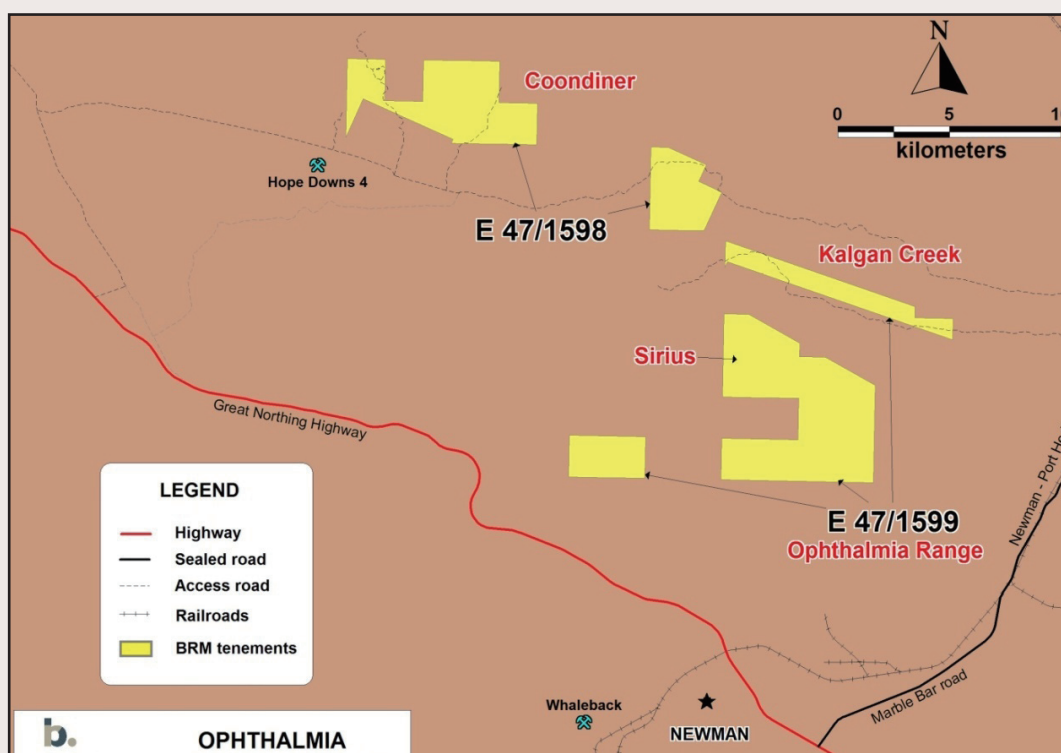 N
Coondiner
0 5 10
kilometers
Hope Downs 4
E 47/1598
Kalgan Creek
Sirius
Great Northing Highway
LEGEND
Highway
Sealed road
Access road
Railroads
BRM tenements
E 47/1599
Ophthalmia Range
Newman - Port
Marble Bar road
Whaleback
NEWMAN
b.
OPHTHALMIA